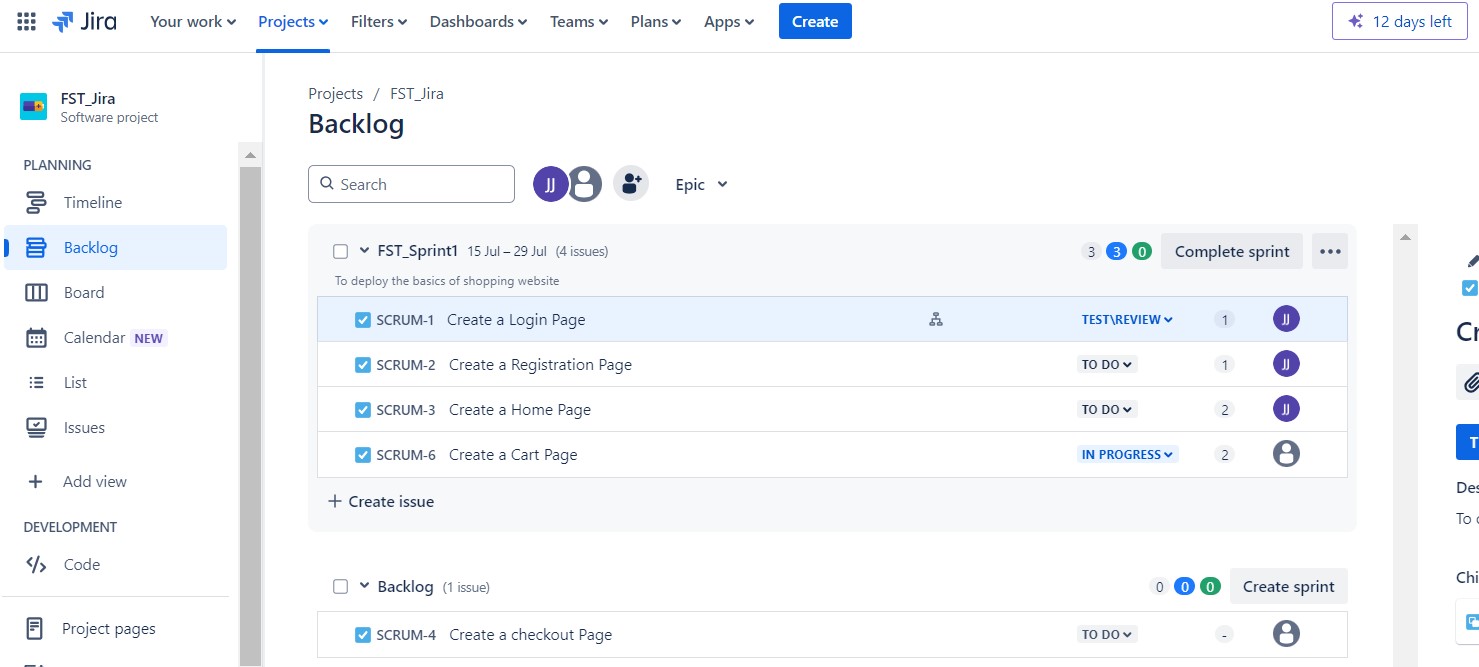 Jira Your work Projects Filters Dashboards Teams Plans Apps Create 12 days left
FST_Jira
Software project
PLANNING
Timeline
Backlog
Board
Calendar NEW
List
Issues
Add view
DEVELOPMENT
Code
Project pages
Projects / FST_Jira
Backlog
Search JJ Epic
FST_Sprint1 15 Jul – 29 Jul (4 issues) 3 3 0 Complete sprint
To deploy the basics of shopping website
SCRUM-1 Create a Login Page TEST\REVIEW 1 JJ
SCRUM-2 Create a Registration Page TO DO 1 JJ
SCRUM-3 Create a Home Page TO DO 2 JJ
SCRUM-6 Create a Cart Page IN PROGRESS 2
+ Create issue
Backlog (1 issue) 0 0 0 Create sprint
SCRUM-4 Create a checkout Page TO DO -